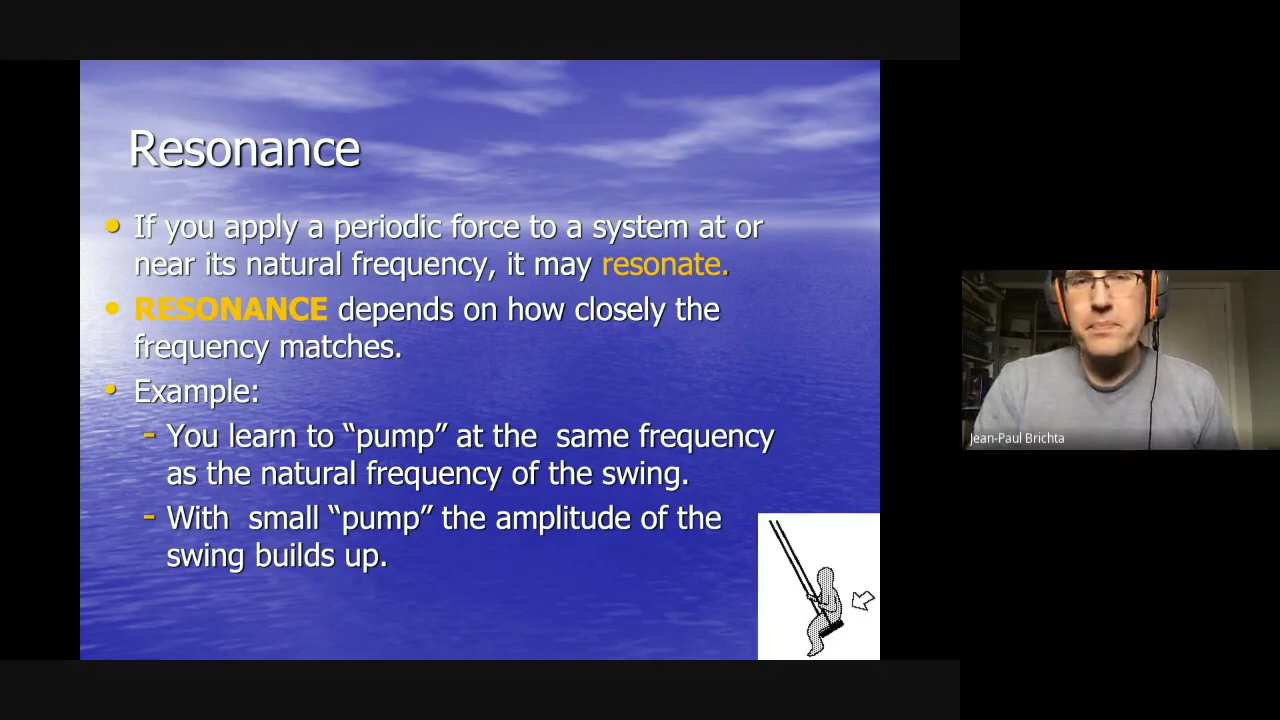 Resonance
• If you apply a periodic force to a system at or
near its natural frequency, it may resonate.
• RESONANCE depends on how closely the
frequency matches.
• Example:
- You learn to “pump” at the  same frequency
as the natural frequency of the swing.
- With  small “pump” the amplitude of the
swing builds up.
Jean-Paul Brichta